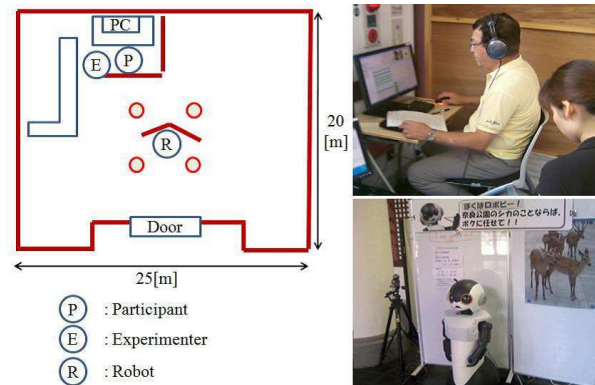 PC
E
P
R
Door
20
[m]
25[m]
P : Participant
E : Experimenter
R : Robot
ぼくはロボビー!
奈良公園のシカのことならば、
ボクに任せて!!